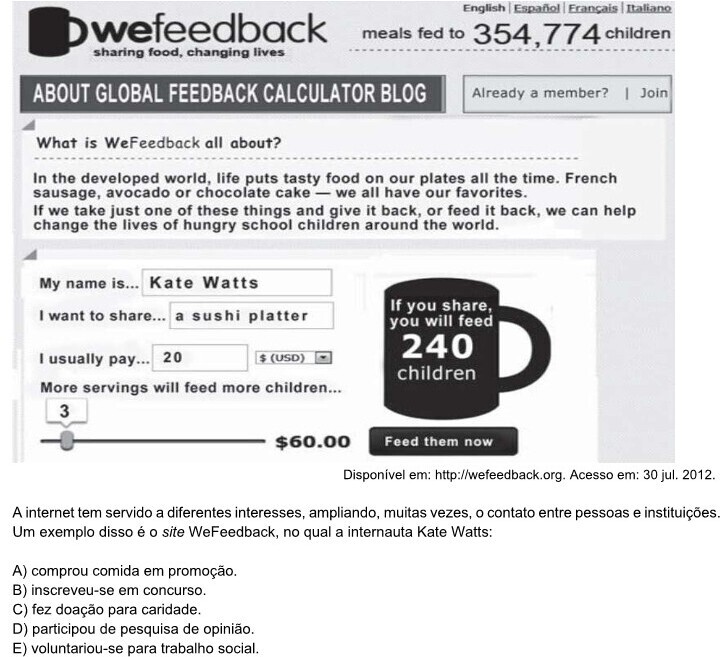 English | Español | Français | Italiano
wefeedback
sharing food, changing lives
meals fed to 354,774 children
ABOUT GLOBAL FEEDBACK CALCULATOR BLOG
Already a member? | Join
What is WeFeedback all about?
In the developed world, life puts tasty food on our plates all the time. French
sausage, avocado or chocolate cake — we all have our favorites.
If we take just one of these things and give it back, or feed it back, we can help
change the lives of hungry school children around the world.
My name is... Kate Watts
I want to share... a sushi platter
I usually pay... 20 $ (USD)
More servings will feed more children...
3
$60.00
If you share,
you will feed
240
children
Feed them now
Disponível em: http://wefeedback.org. Acesso em: 30 jul. 2012.
A internet tem servido a diferentes interesses, ampliando, muitas vezes, o contato entre pessoas e instituições.
Um exemplo disso é o site WeFeedback, no qual a internauta Kate Watts:
A) comprou comida em promoção.
B) inscreveu-se em concurso.
C) fez doação para caridade.
D) participou de pesquisa de opinião.
E) voluntariou-se para trabalho social.